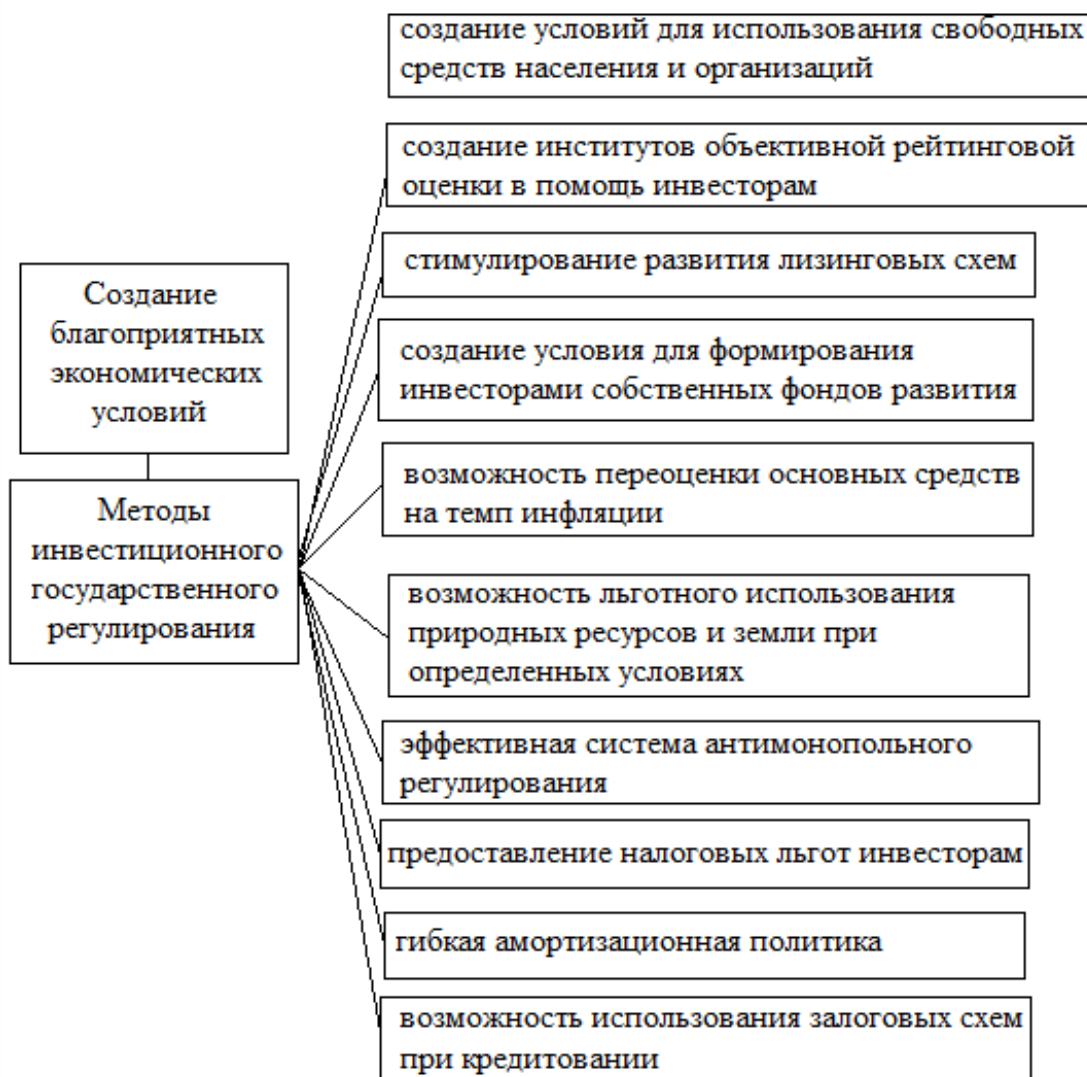 создание условий для использования свободных
средств населения и организаций
создание институтов объективной рейтинговой
оценки в помощь инвесторам
стимулирование развития лизинговых схем
Создание
благоприятных
экономических
условий
создание условия для формирования
инвесторами собственных фондов развития
возможность переоценки основных средств
на темп инфляции
Методы
инвестиционного
государственного
регулирования
возможность льготного использования
природных ресурсов и земли при
определенных условиях
эффективная система антимонопольного
регулирования
предоставление налоговых льгот инвесторам
гибкая амортизационная политика
возможность использования залоговых схем
при кредитовании